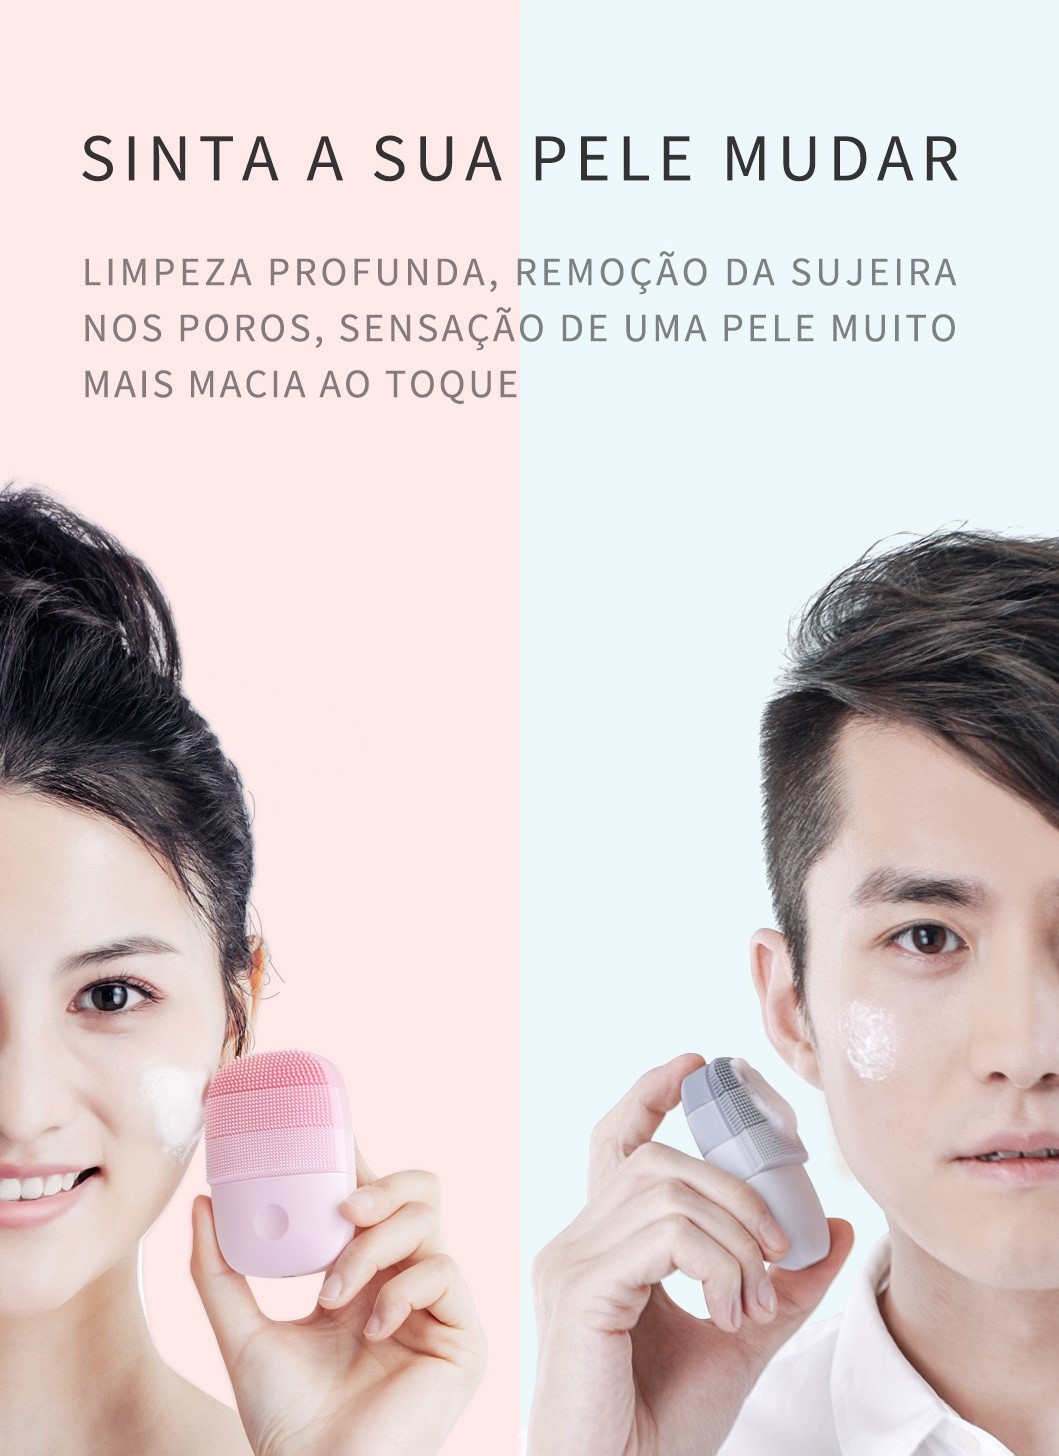 SINTA A SUA PELE MUDAR
LIMPEZA PROFUNDA, REMOÇÃO DA SUJEIRA
NOS POROS, SENSAÇÃO DE UMA PELE MUITO
MAIS MACIA AO TOQUE